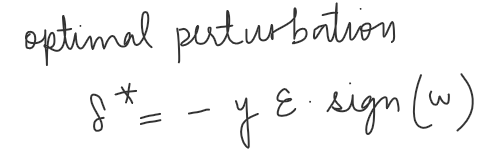 optimal perturbation
δ* = - y ε · sign(w)